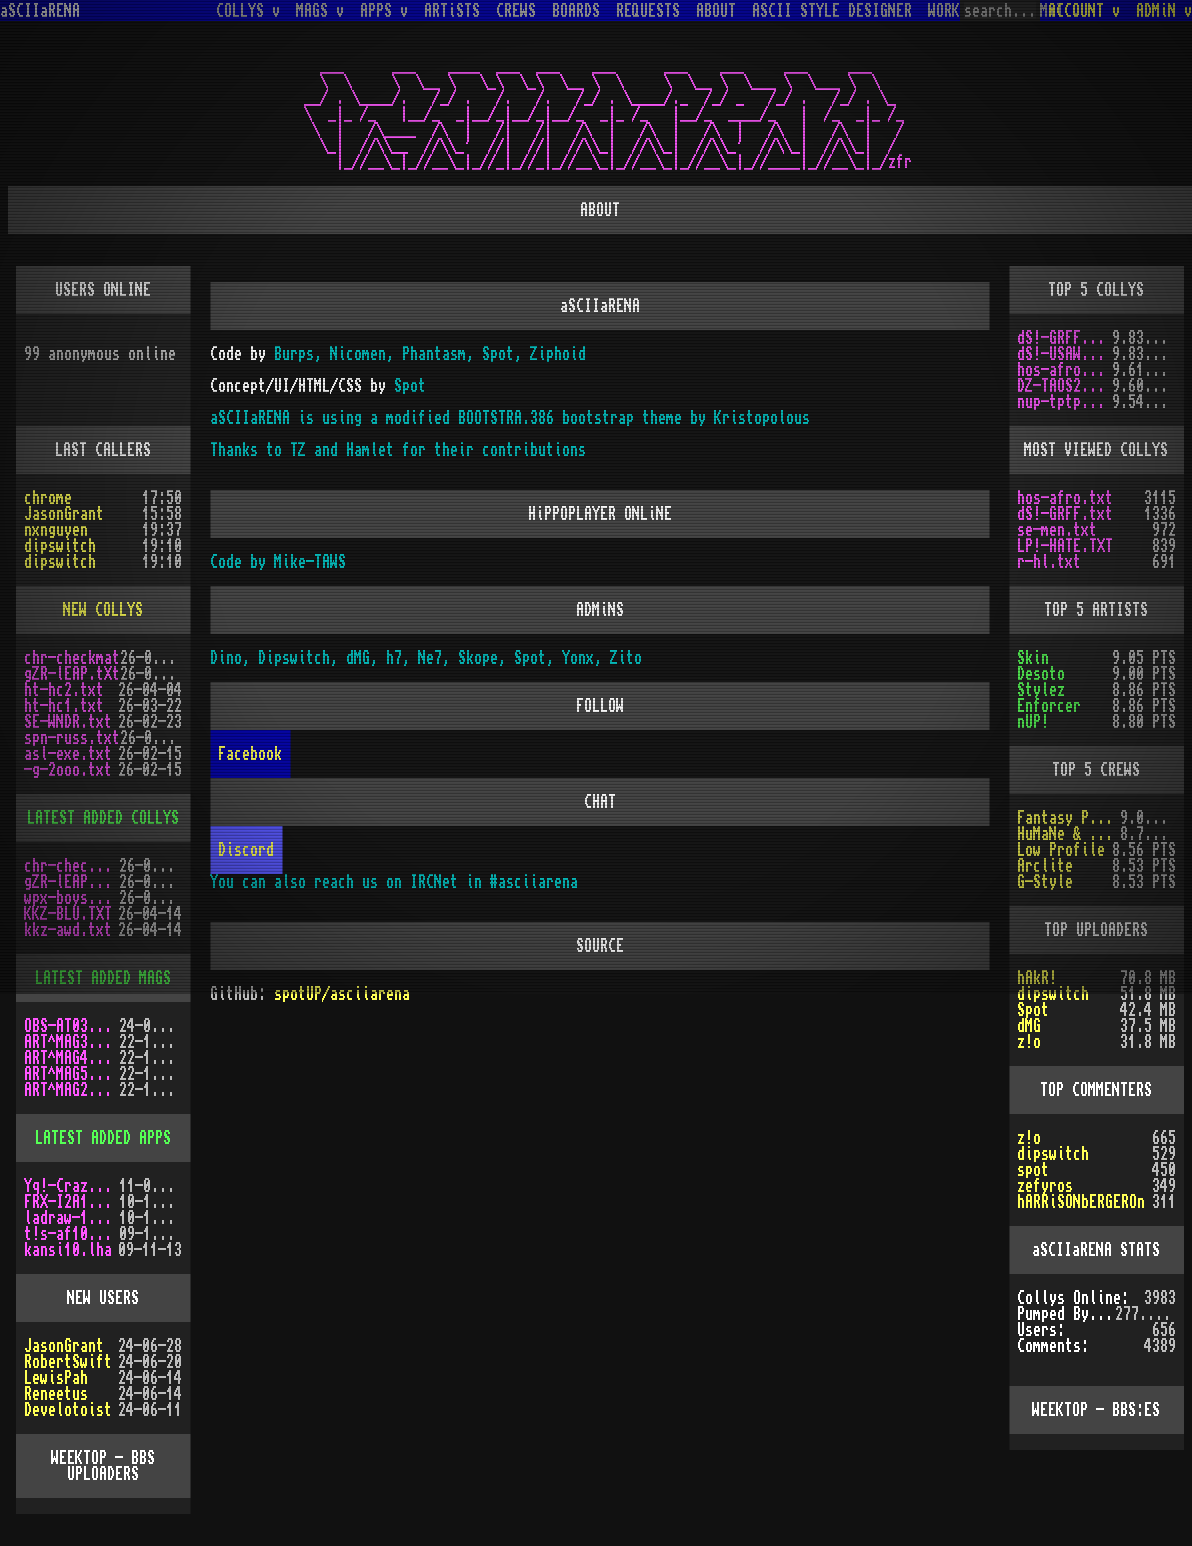 aSCIIaRENA
COLLYS v MAGS v APPS v ARTiSTS CREWS BOARDS REQUESTS ABOUT ASCII STYLE DESIGNER WORK search... ACCOUNT v ADMiN v
zfr
ABOUT
USERS ONLINE
99 anonymous online
LAST CALLERS
chrome 17:50
JasonGrant 15:58
nxnguyen 19:37
dipswitch 19:10
dipswitch 19:10
NEW COLLYS
chr-checkmat26-0...
gZR-lEAP.tXt26-0...
ht-hc2.txt 26-04-04
ht-hc1.txt 26-03-22
SE-WNDR.txt 26-02-23
spn-russ.txt26-0...
asl-exe.txt 26-02-15
-g-2ooo.txt 26-02-15
LATEST ADDED COLLYS
chr-chec... 26-0...
gZR-lEAP... 26-0...
wpx-boys... 26-0...
KKZ-BLU.TXT 26-04-14
kkz-awd.txt 26-04-14
LATEST ADDED MAGS
OBS-AT03... 24-0...
ART^MAG3... 22-1...
ART^MAG4... 22-1...
ART^MAG5... 22-1...
ART^MAG2... 22-1...
LATEST ADDED APPS
Yq!-Craz... 11-0...
FRX-I2A1... 10-1...
ladraw-1... 10-1...
t!s-af10... 09-1...
kansi10.lha 09-11-13
NEW USERS
JasonGrant 24-06-28
RobertSwift 24-06-20
LewisPah 24-06-14
Reneetus 24-06-14
Develotoist 24-06-11
WEEKTOP - BBS
UPLOADERS
aSCIIaRENA
Code by Burps, Nicomen, Phantasm, Spot, Ziphoid
Concept/UI/HTML/CSS by Spot
aSCIIaRENA is using a modified BOOTSTRA.386 bootstrap theme by Kristopolous
Thanks to TZ and Hamlet for their contributions
HiPPOPLAYER ONLiNE
Code by Mike-TAWS
ADMiNS
Dino, Dipswitch, dMG, h7, Ne7, Skope, Spot, Yonx, Zito
FOLLOW
Facebook
CHAT
Discord
You can also reach us on IRCNet in #asciiarena
SOURCE
GitHub: spotUP/asciiarena
TOP 5 COLLYS
dS!-GRFF... 9.83...
dS!-USAW... 9.83...
hos-afro... 9.61...
DZ-TAOS2... 9.60...
nup-tptp... 9.54...
MOST VIEWED COLLYS
hos-afro.txt 3115
dS!-GRFF.txt 1336
se-men.txt 972
LP!-HATE.TXT 839
r-hl.txt 691
TOP 5 ARTISTS
Skin 9.05 PTS
Desoto 9.00 PTS
Stylez 8.86 PTS
Enforcer 8.86 PTS
nUP! 8.80 PTS
TOP 5 CREWS
Fantasy P... 9.0...
HuMaNe & ... 8.7...
Low Profile 8.56 PTS
Arclite 8.53 PTS
G-Style 8.53 PTS
TOP UPLOADERS
hAkR! 70.8 MB
dipswitch 51.8 MB
Spot 42.4 MB
dMG 37.5 MB
z!o 31.8 MB
TOP COMMENTERS
z!o 665
dipswitch 529
spot 450
zefyros 349
hARRiSONbERGEROn 311
aSCIIaRENA STATS
Collys Online: 3983
Pumped By...277....
Users: 656
Comments: 4389
WEEKTOP - BBS:ES